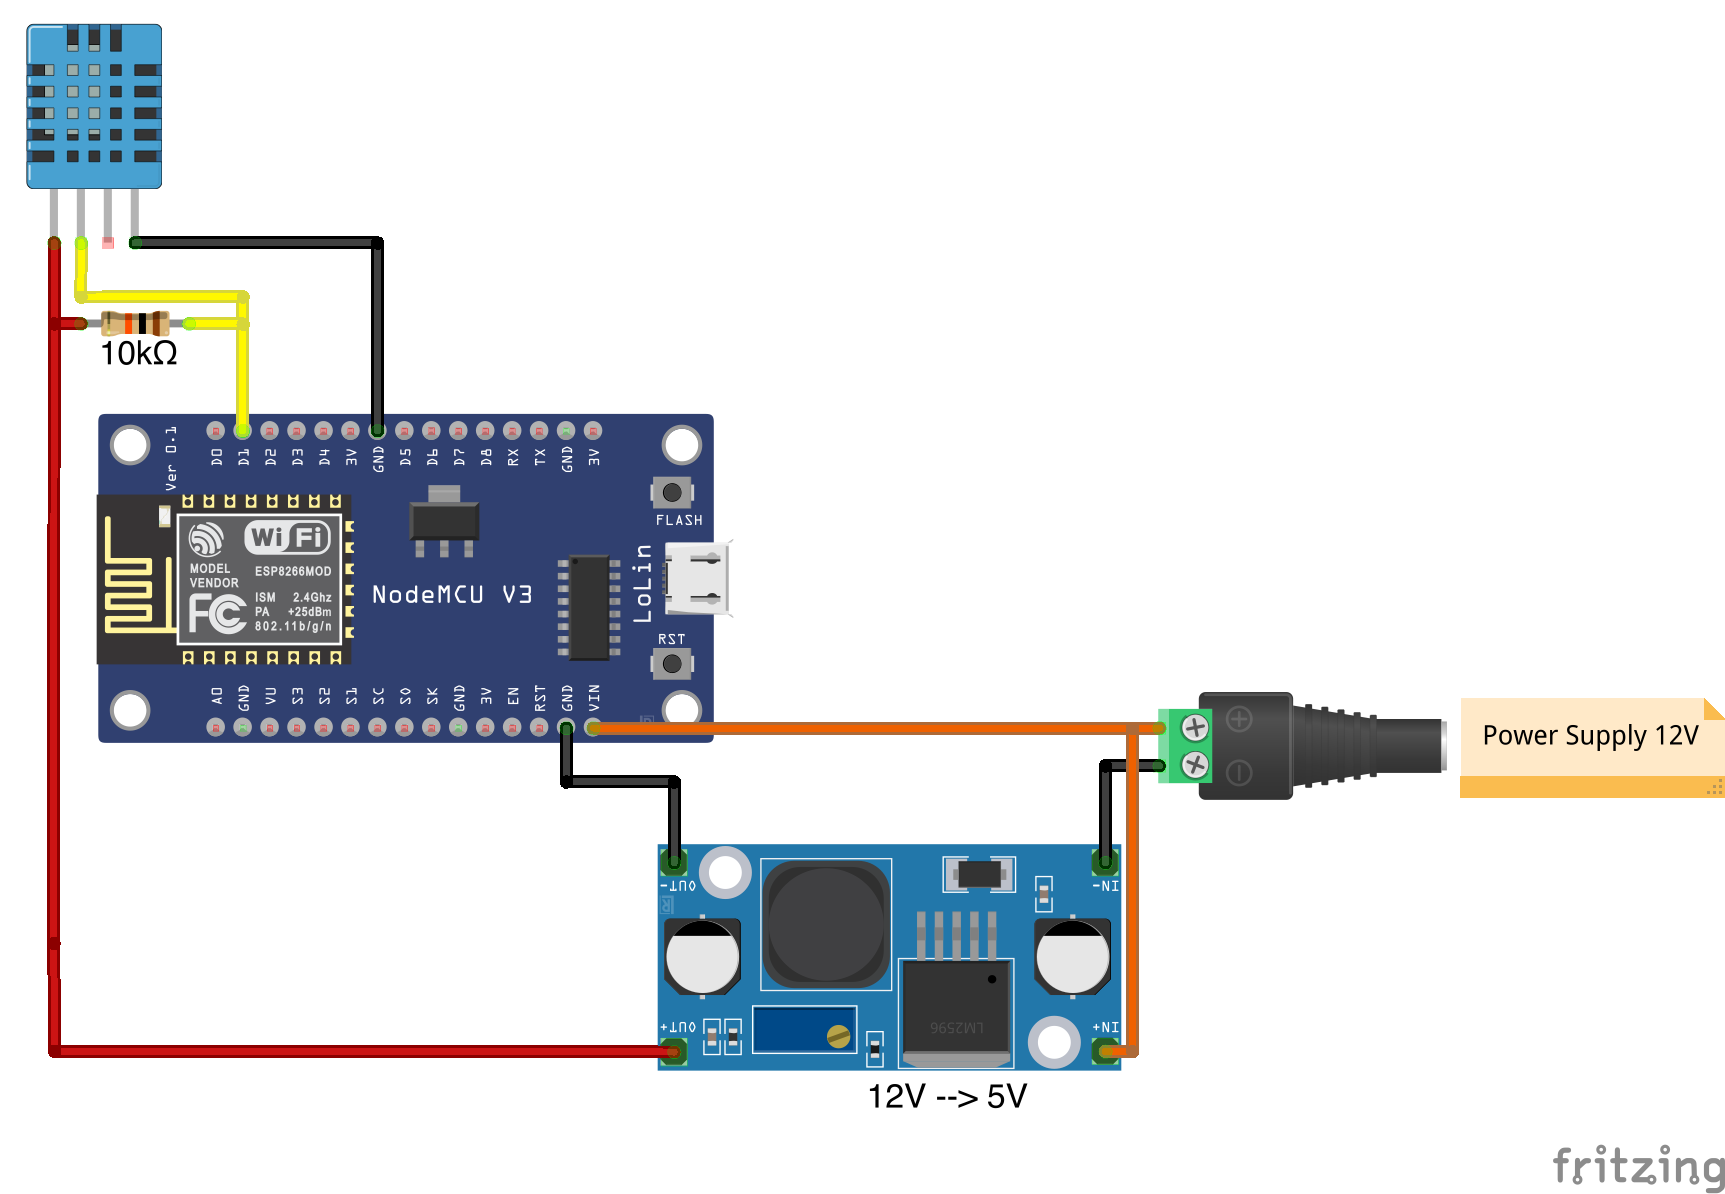 10kΩ
Ver 0.1
D0 D1 D2 D3 D4 3V GND D5 D6 D7 D8 RX TX GND 3V
FLASH
WiFi
MODEL
VENDOR
ESP8266MOD
FC
ISM 2.4Ghz
PA +25dBm
802.11b/g/n
NodeMCU V3
LoLin
RST
A0 GND VU S3 S2 S1 SC S0 SK GND 3V EN RST GND VIN
Power Supply 12V
OUT-
IN-
OUT+
IN+
LM2596
12V --> 5V
fritzing